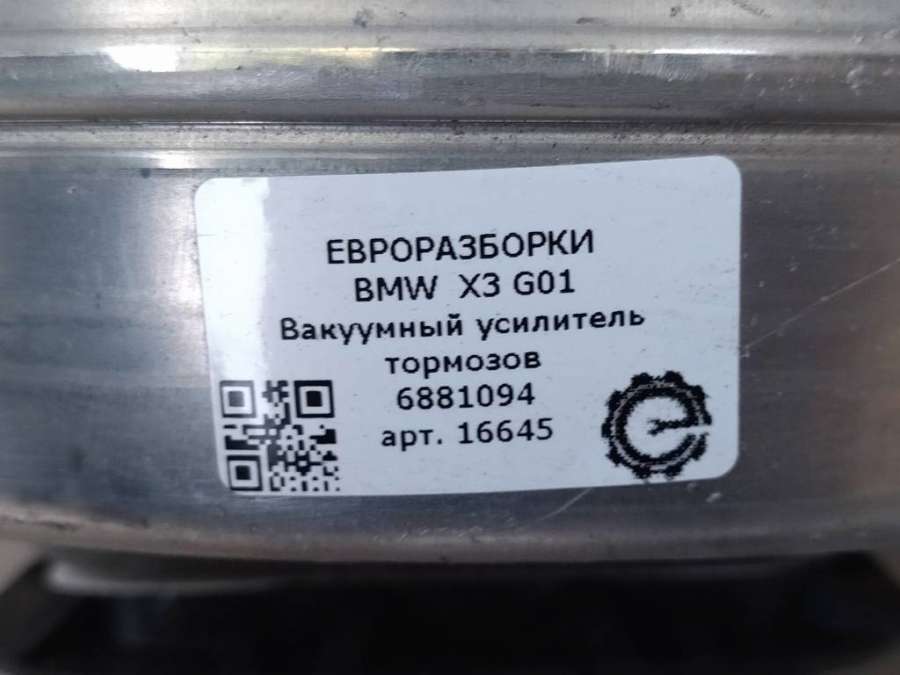 ЕВРОРАЗБОРКИ
BMW X3 G01
Вакуумный усилитель
тормозов
6881094
арт. 16645